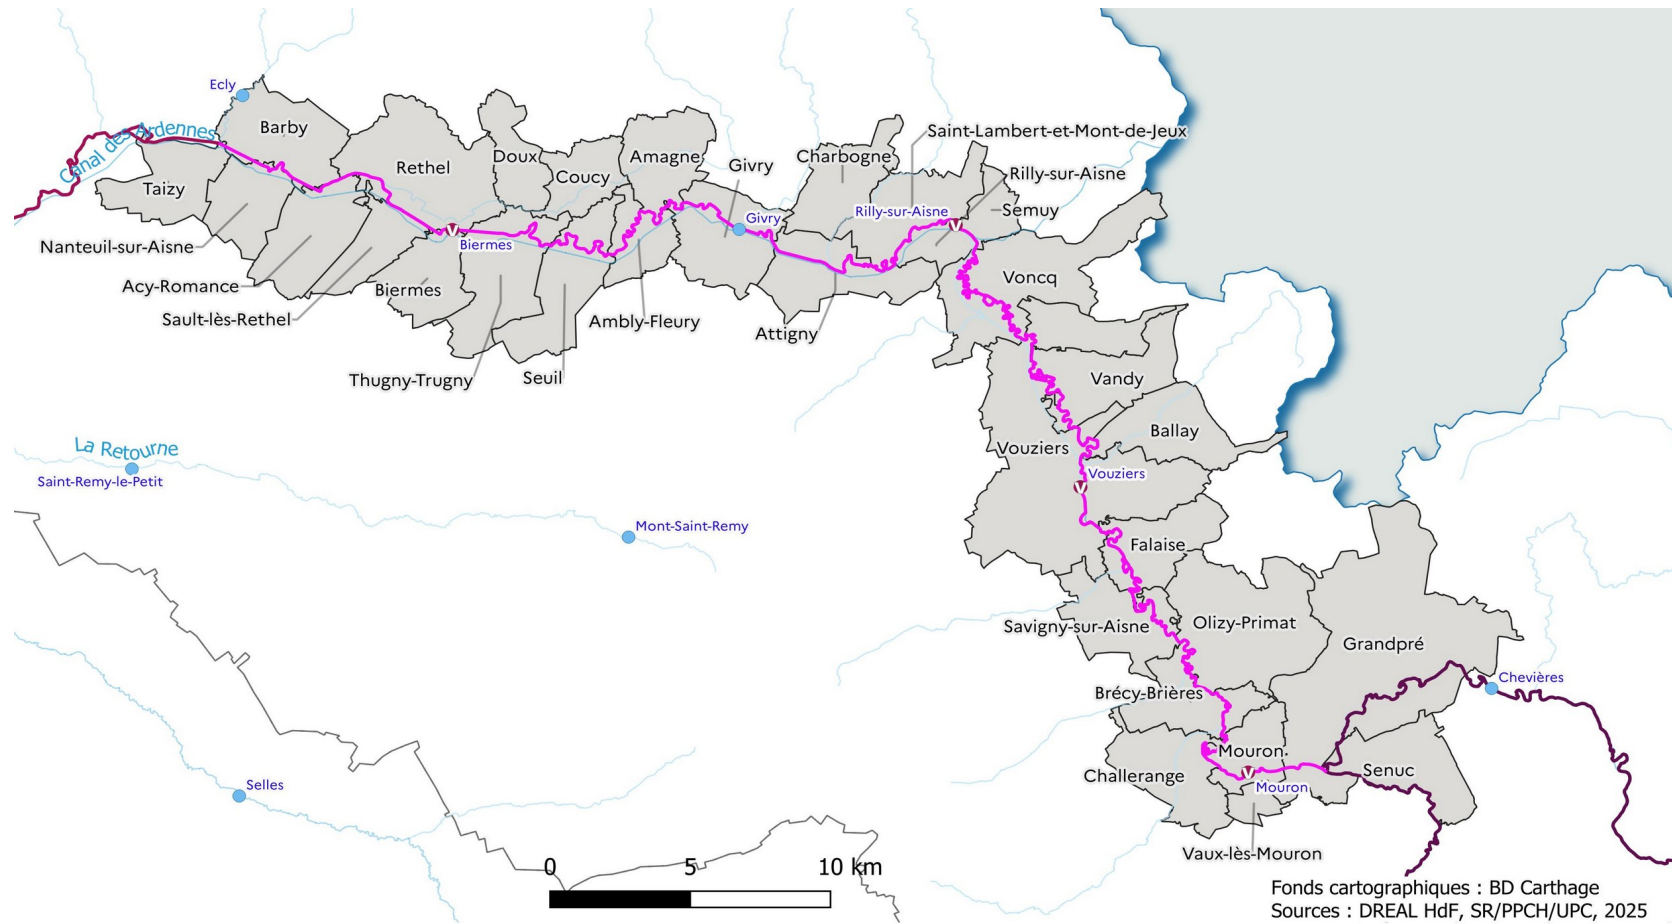 Ecly
Canal des Ardennes
Barby
Taizy
Rethel
Doux
Coucy
Amagne
Givry
Charbogne
Saint-Lambert-et-Mont-de-Jeux
Rilly-sur-Aisne
Semuy
Rilly-sur-Aisne
Givry
V
V
Biermes
Nanteuil-sur-Aisne
Acy-Romance
Sault-lès-Rethel
Biermes
Thugny-Trugny
Seuil
Ambly-Fleury
Attigny
Voncq
Vandy
Ballay
Vouziers
Vouziers
V
La Retourne
Saint-Remy-le-Petit
Mont-Saint-Remy
Falaise
Savigny-sur-Aisne
Olizy-Primat
Grandpré
Chevières
Brécy-Brières
Mouron
Challerange
V
Mouron
Senuc
Selles
Vaux-lès-Mouron
0 5 10 km
Fonds cartographiques : BD Carthage
Sources : DREAL HdF, SR/PPCH/UPC, 2025